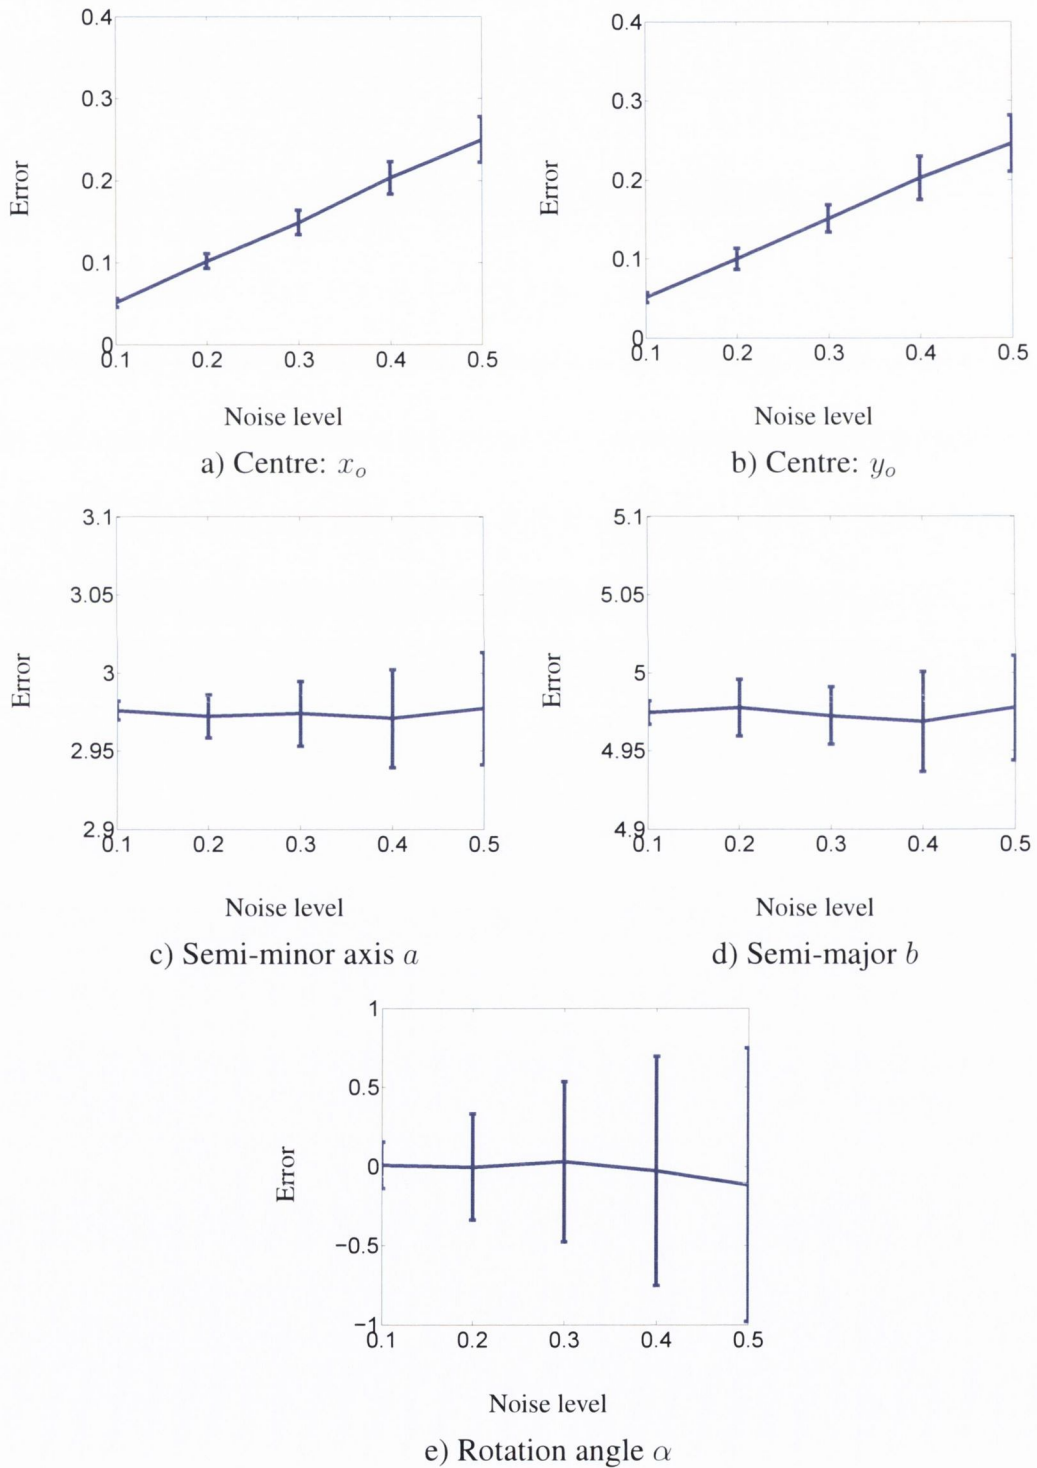 0.4
0.4
0.3
0.3
Error
0.2
Error
0.2
0.1
0.1
0
0
0.1 0.2 0.3 0.4 0.5
0.1 0.2 0.3 0.4 0.5
Noise level
Noise level
a) Centre: x_o
b) Centre: y_o
3.1
5.1
3.05
5.05
Error
3
Error
5
2.95
4.95
2.9
4.9
0.1 0.2 0.3 0.4 0.5
0.1 0.2 0.3 0.4 0.5
Noise level
Noise level
c) Semi-minor axis a
d) Semi-major b
1
0.5
Error
0
−0.5
−1
0.1 0.2 0.3 0.4 0.5
Noise level
e) Rotation angle α